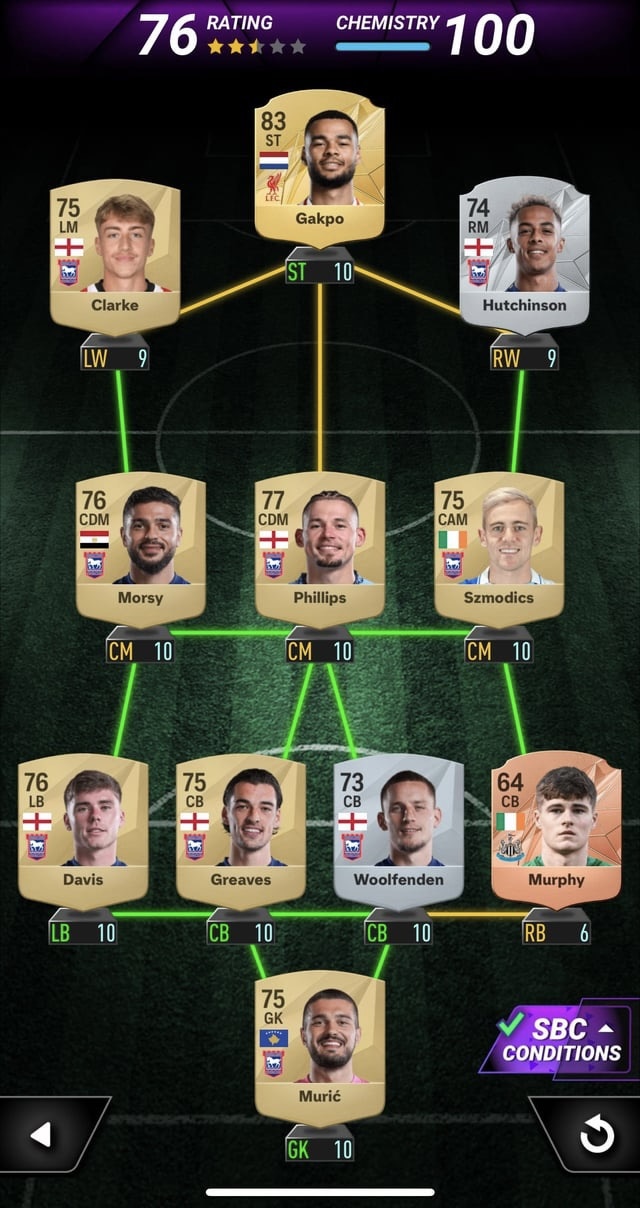 76 RATING CHEMISTRY 100
83
ST
L.F.C.
Gakpo
ST 10
75
LM
Clarke
LW 9
74
RM
Hutchinson
RW 9
76
CDM
Morsy
CM 10
77
CDM
Phillips
CM 10
75
CAM
Szmodics
CM 10
76
LB
Davis
LB 10
75
CB
Greaves
CB 10
73
CB
Woolfenden
CB 10
64
CB
Murphy
RB 6
75
GK
Murić
GK 10
SBC
CONDITIONS